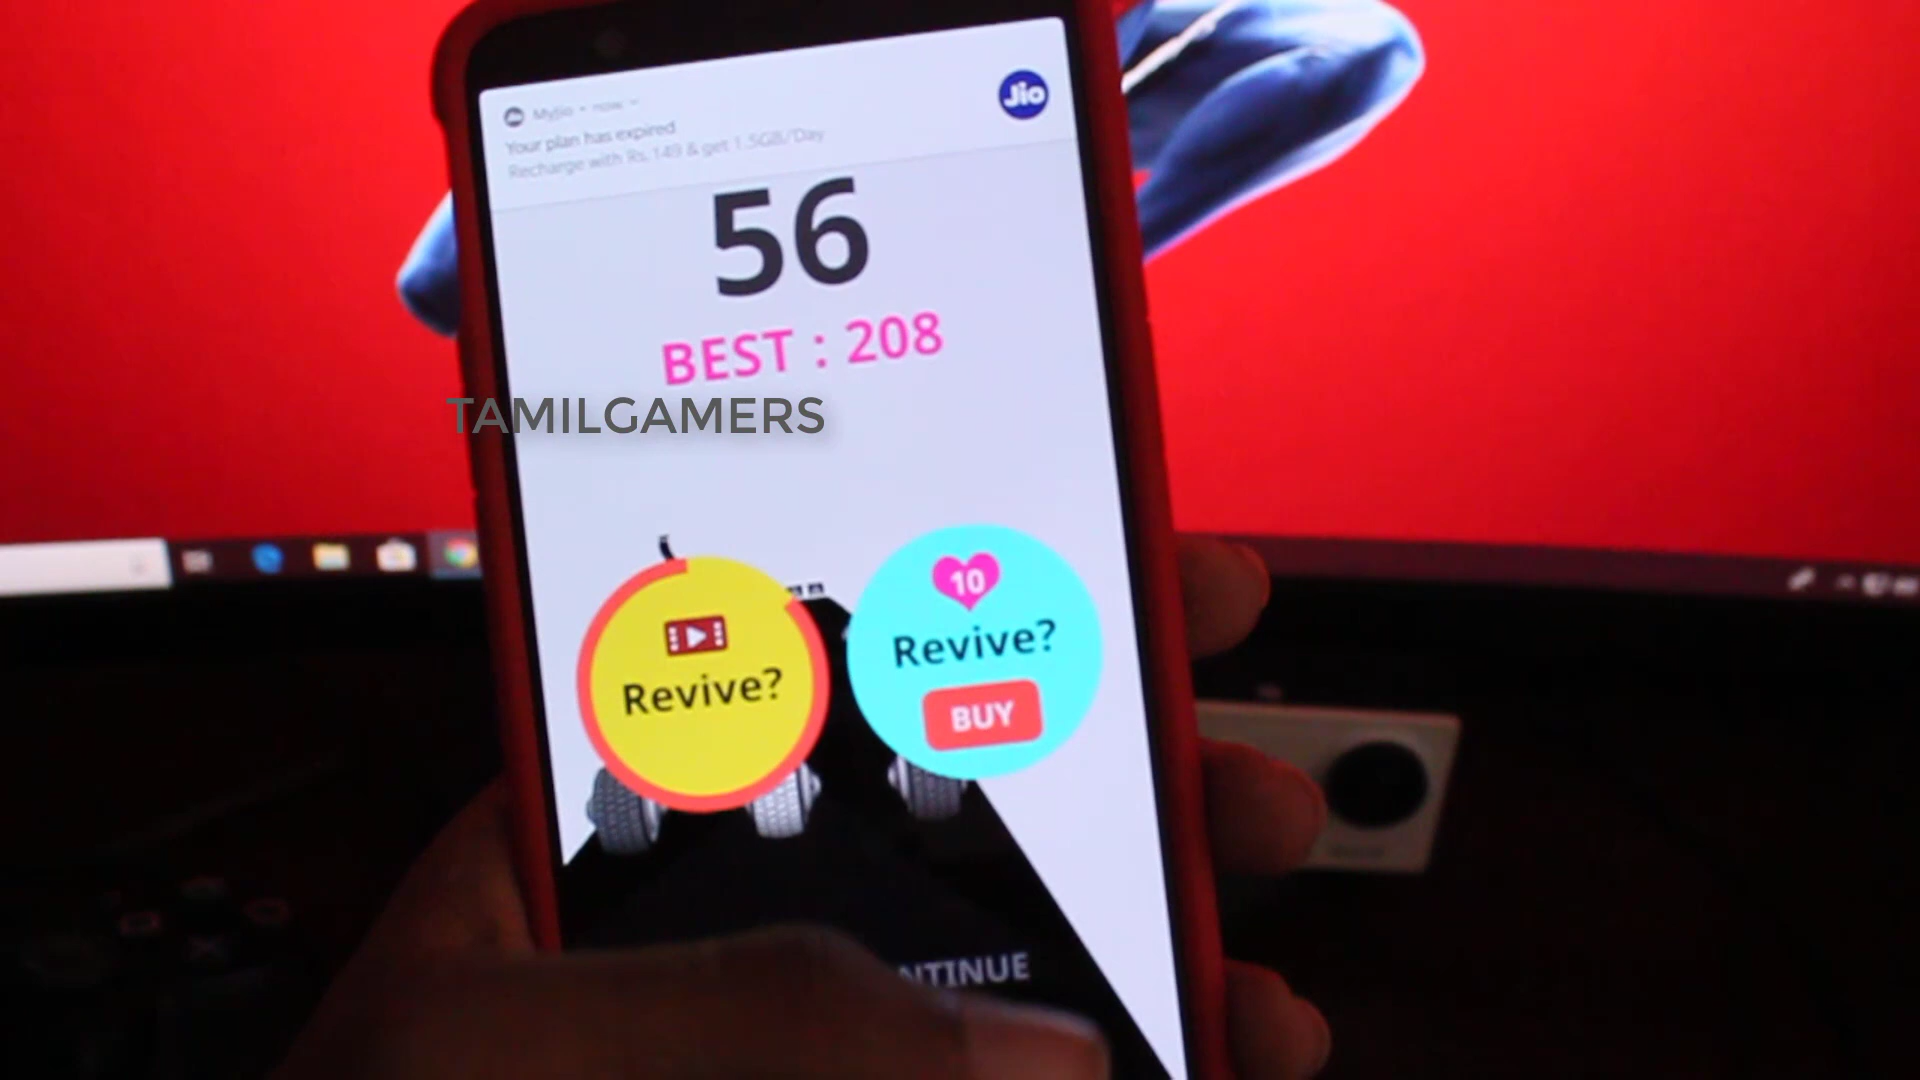 MyJio • now
Jio
Your plan has expired
Recharge with Rs. 149 & get 1.5GB/Day
56
BEST : 208
TAMILGAMERS
10
Revive?
Revive?
BUY
NTINUE